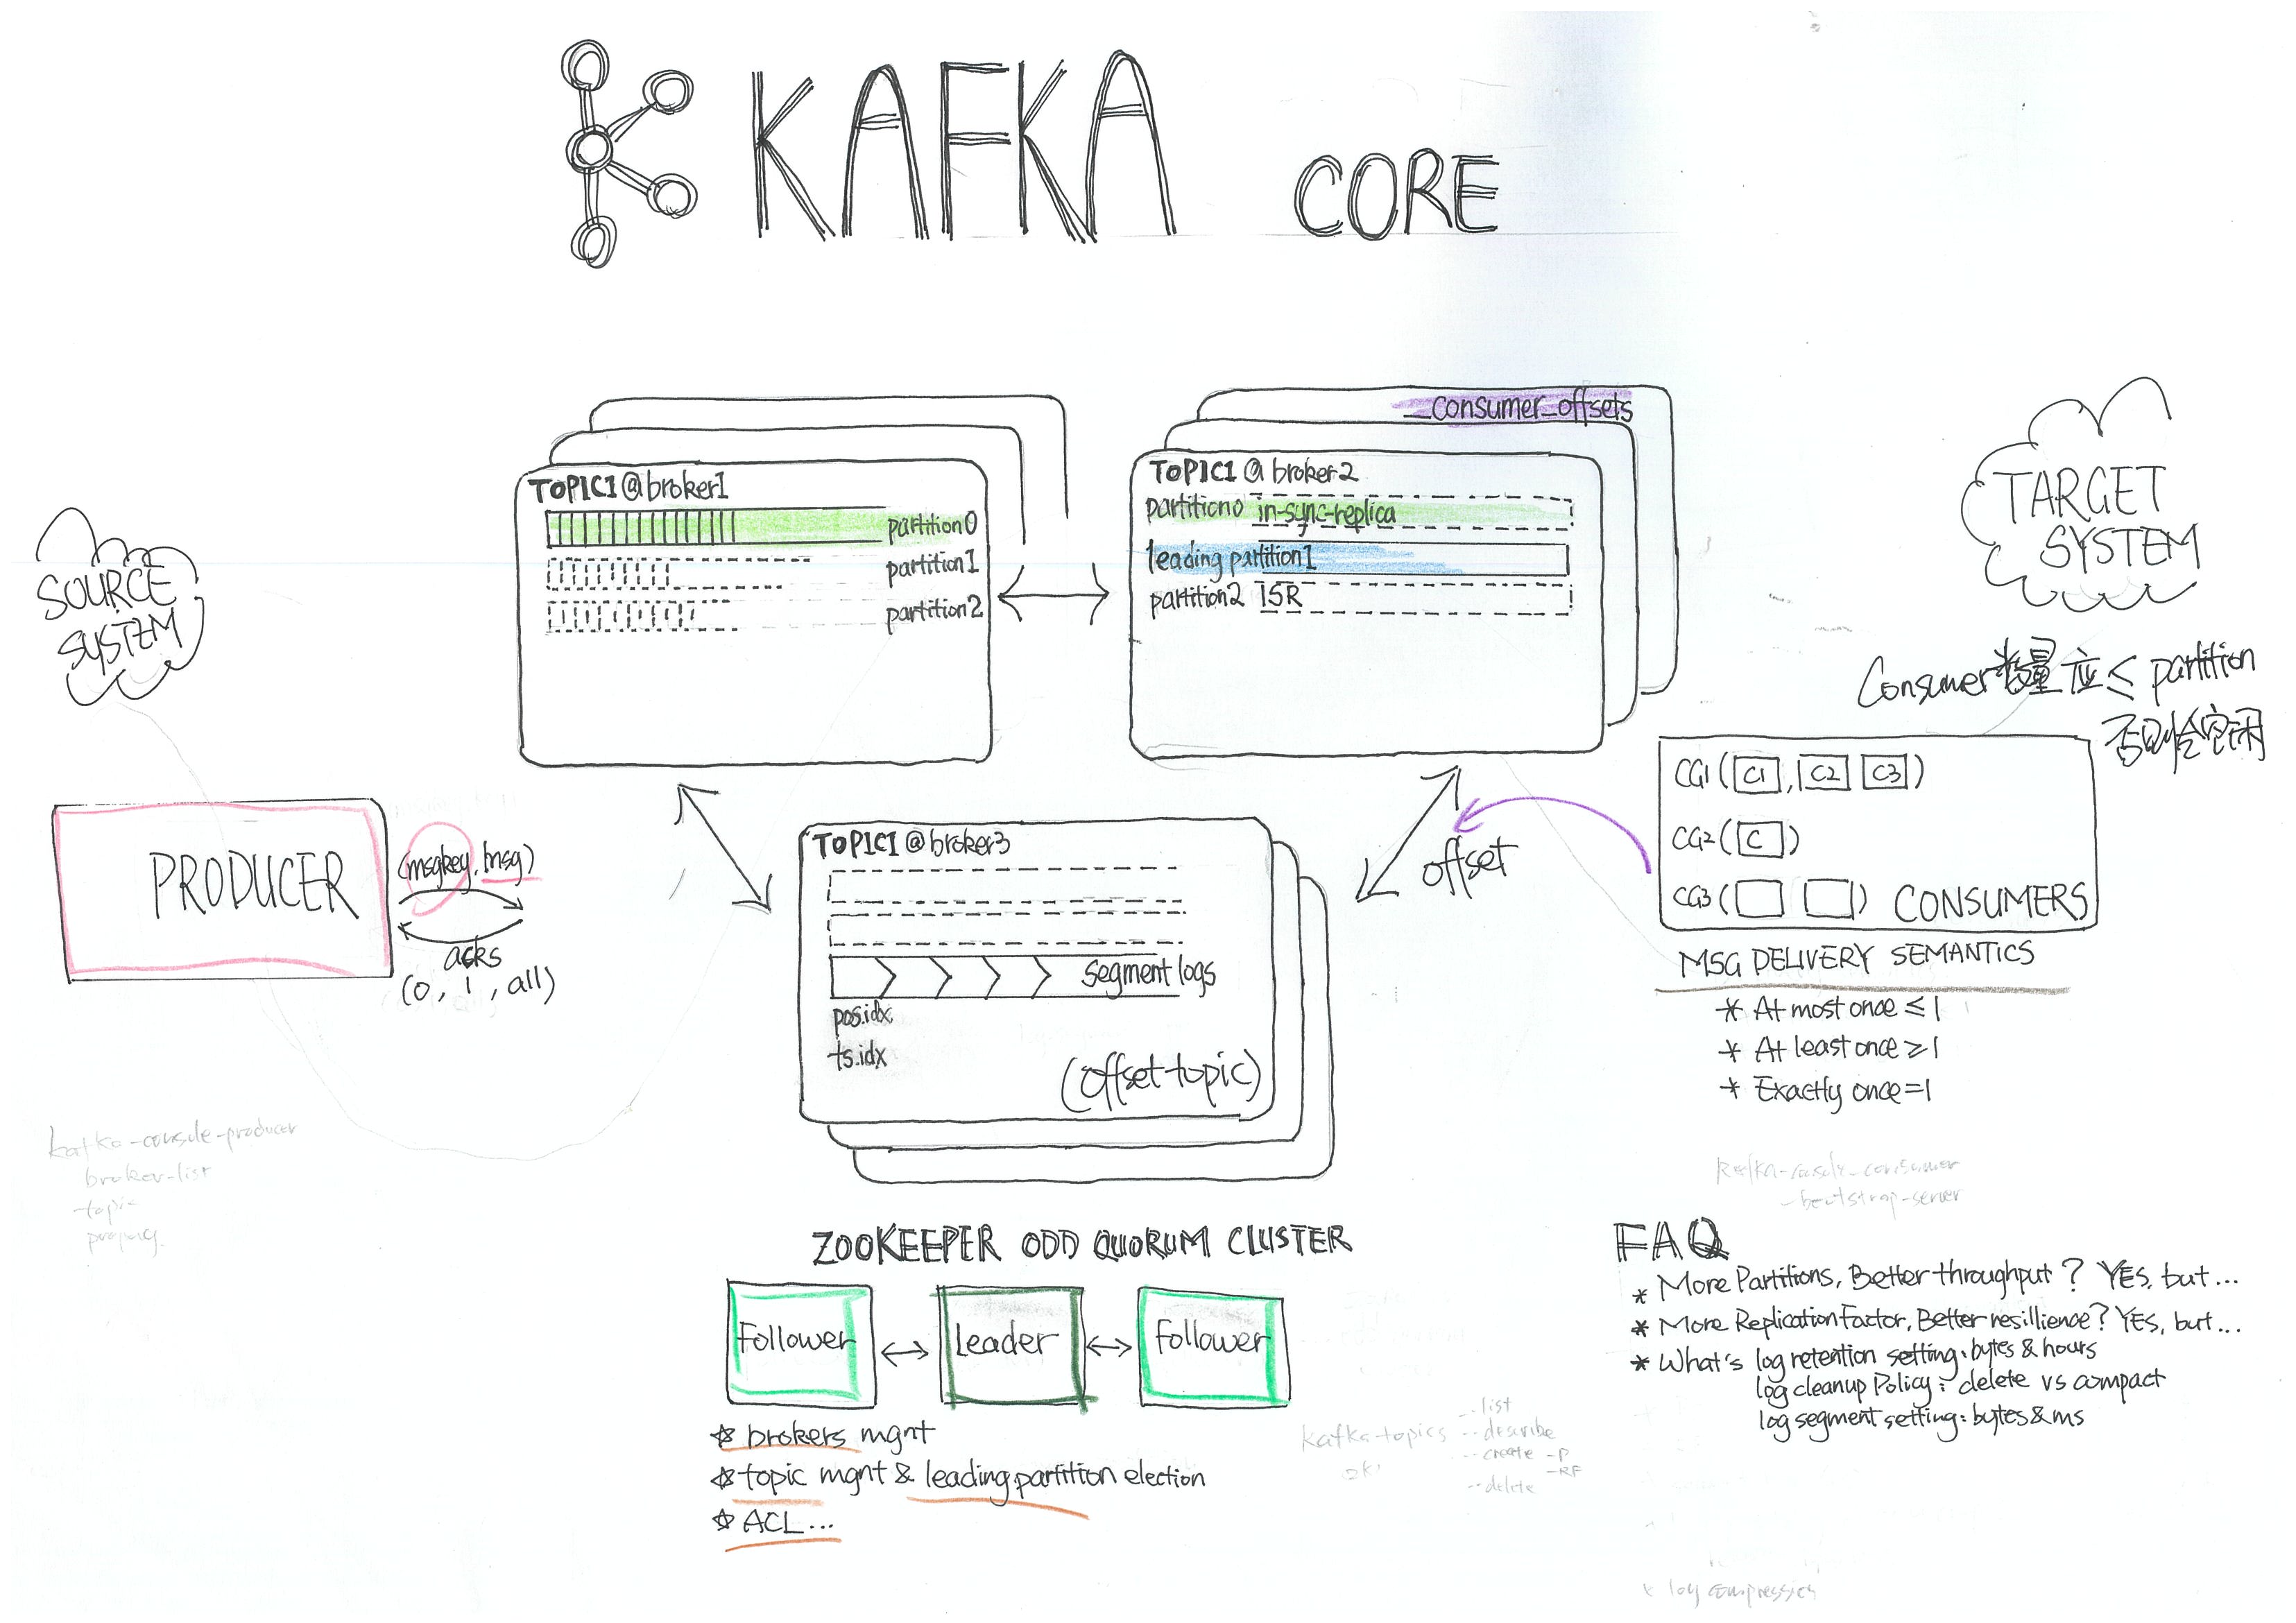 KAFKA CORE
SOURCE
SYSTEM
TOPIC1@broker1
partition0
partition1
partition2
__consumer_offsets
TOPIC1@broker2
partition0 in-sync-replica
leading partition1
partition2 ISR
TARGET
SYSTEM
Consumer数量应≤partition
否则会空闲
PRODUCER
(msgkey, msg)
acks
(0, 1, all)
TOPIC1@broker3
segment logs
pos.idx
ts.idx
(offset topic)
offset
CG1(C1, C2 C3)
CG2(C)
CG3( )
CONSUMERS
MSG DELIVERY SEMANTICS
* At most once ≤1
* At least once ≥1
* Exactly once=1
kafka-console-producer
broker-list
-topic
kafka- -consumer
-bootstrap-server
ZOOKEEPER ODD QUORUM CLUSTER
Follower
Leader
Follower
☆ brokers mgnt
☆ topic mgnt & leading partition election
☆ ACL...
kafka-topics
--list
--describe
--create -P
-RF
--delete
FAQ
* More Partitions, Better throughput? YES, but...
* More Replication Factor, Better resillience? YES, but...
* What's log retention setting: bytes & hours
log cleanup Policy: delete vs compact
log segment setting: bytes & ms
* log compression